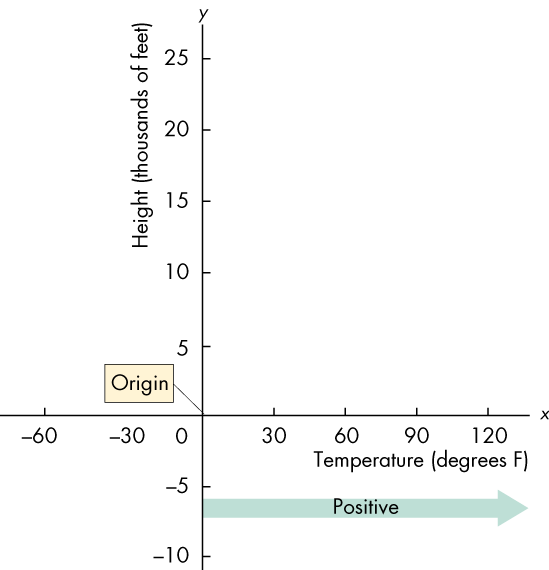 y
Height (thousands of feet)
25
20
15
10
5
Origin
x
–60 –30 0 30 60 90 120
Temperature (degrees F)
–5
Positive
–10